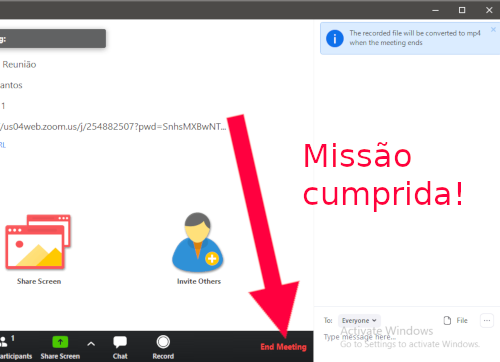 g:
Reunião
antos
1
/us04web.zoom.us/j/254882507?pwd=SnhsMXBwNT...
RL
Share Screen
Invite Others
1
articipants
Share Screen
Chat
Record
End Meeting
The recorded file will be converted to mp4
when the meeting ends
Missão
cumprida!
To: Everyone
File
...
Type message here...
Activate Windows
Go to Settings to activate Windows.